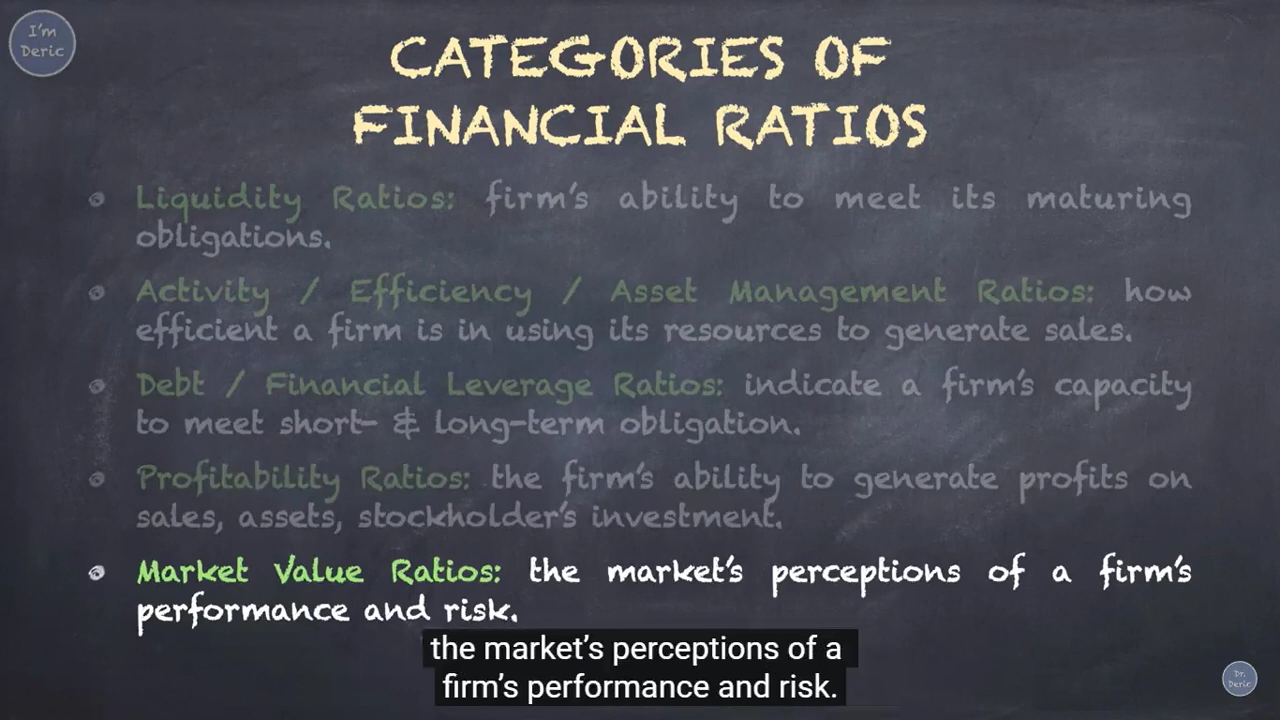 I'm
Deric
CATEGORIES OF
FINANCIAL RATIOS
Liquidity Ratios: firm's ability to meet its maturing
obligations.
Activity / Efficiency / Asset Management Ratios: how
efficient a firm is in using its resources to generate sales.
Debt / Financial Leverage Ratios: indicate a firm's capacity
to meet short- & long-term obligation.
Profitability Ratios: the firm's ability to generate profits on
sales, assets, stockholder's investment.
Market Value Ratios: the market's perceptions of a firm's
performance and risk.
the market's perceptions of a
firm's performance and risk.
Dr.
Deric